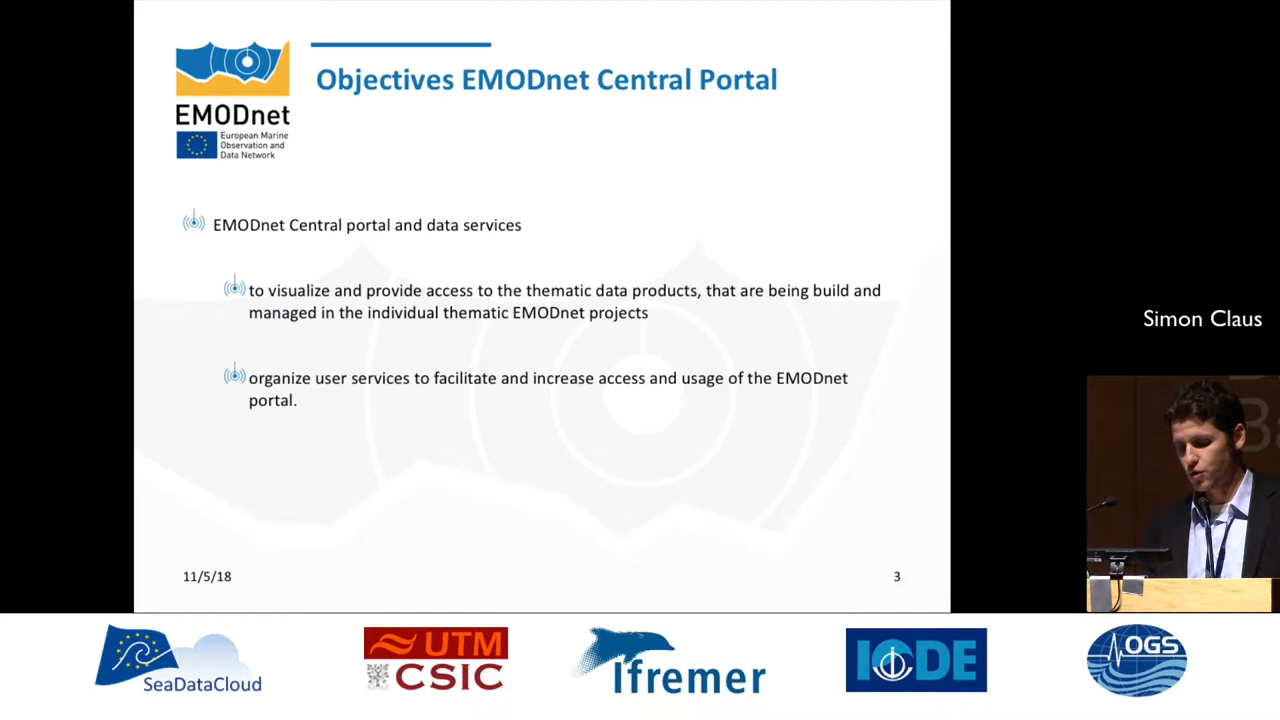 Objectives EMODnet Central Portal
EMODnet
European Marine
Observation and
Data Network
EMODnet Central portal and data services
to visualize and provide access to the thematic data products, that are being build and
managed in the individual thematic EMODnet projects
organize user services to facilitate and increase access and usage of the EMODnet
portal.
11/5/18
3
Simon Claus
SeaDataCloud
UTM
CSIC
Ifremer
IODE
OGS